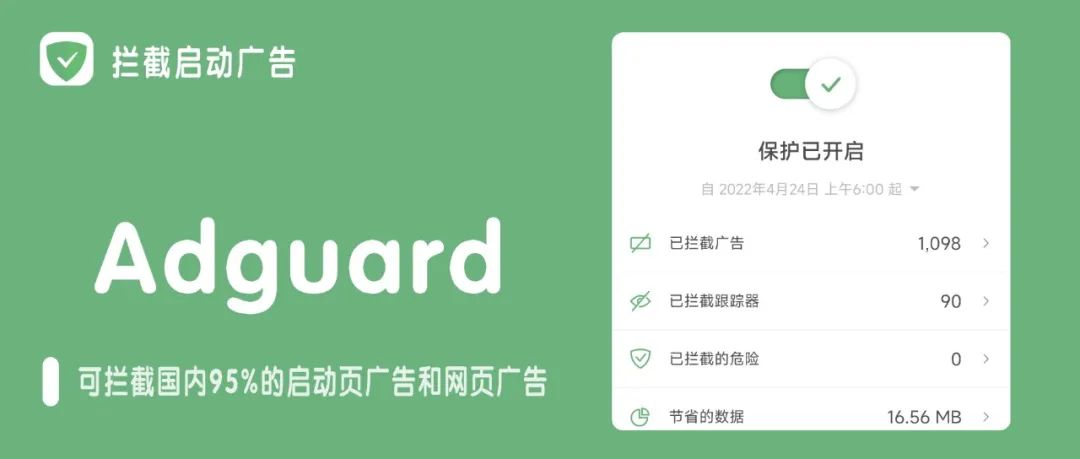 拦截启动广告
Adguard
可拦截国内95%的启动页广告和网页广告
保护已开启
自 2022年4月24日 上午6:00 起
已拦截广告 1,098
已拦截跟踪器 90
已拦截的危险 0
节省的数据 16.56 MB